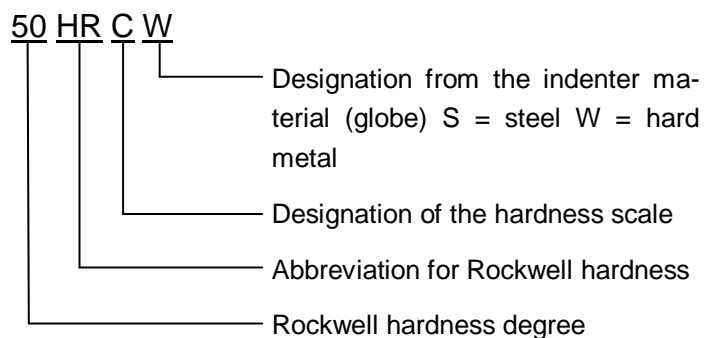 50 HR C W
Designation from the indenter ma-
terial (globe) S = steel W = hard
metal
Designation of the hardness scale
Abbreviation for Rockwell hardness
Rockwell hardness degree